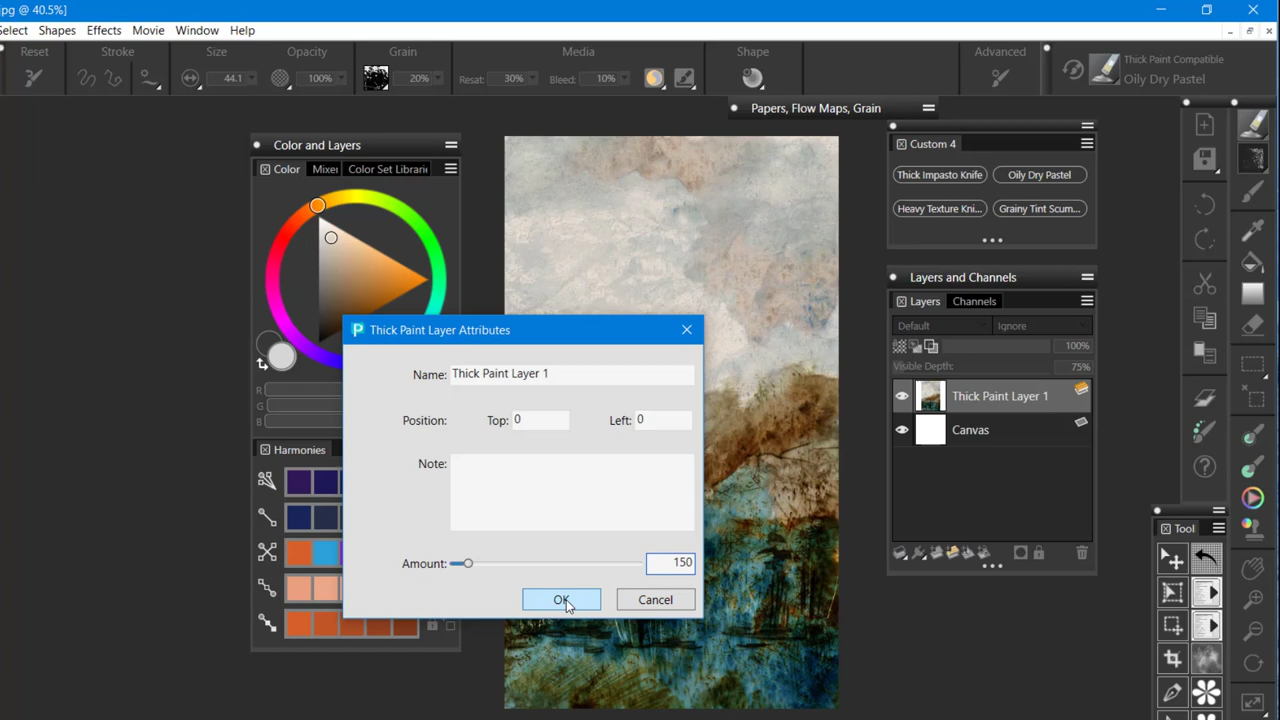 jpg @ 40.5%]
Select Shapes Effects Movie Window Help
Reset Stroke Size Opacity Grain Media Shape Advanced
44.1 100% 20% Resat: 30% Bleed: 10%
Thick Paint Compatible
Oily Dry Pastel
Papers, Flow Maps, Grain
Color and Layers
Color Mixer Color Set Librari
R
G
B
Harmonies
Custom 4
Thick Impasto Knife Oily Dry Pastel
Heavy Texture Kni... Grainy Tint Scum...
Layers and Channels
Layers Channels
Default Ignore
100%
Visible Depth: 75%
Thick Paint Layer 1
Canvas
Tool
Thick Paint Layer Attributes
Name: Thick Paint Layer 1
Position: Top: 0 Left: 0
Note:
Amount: 150
OK Cancel